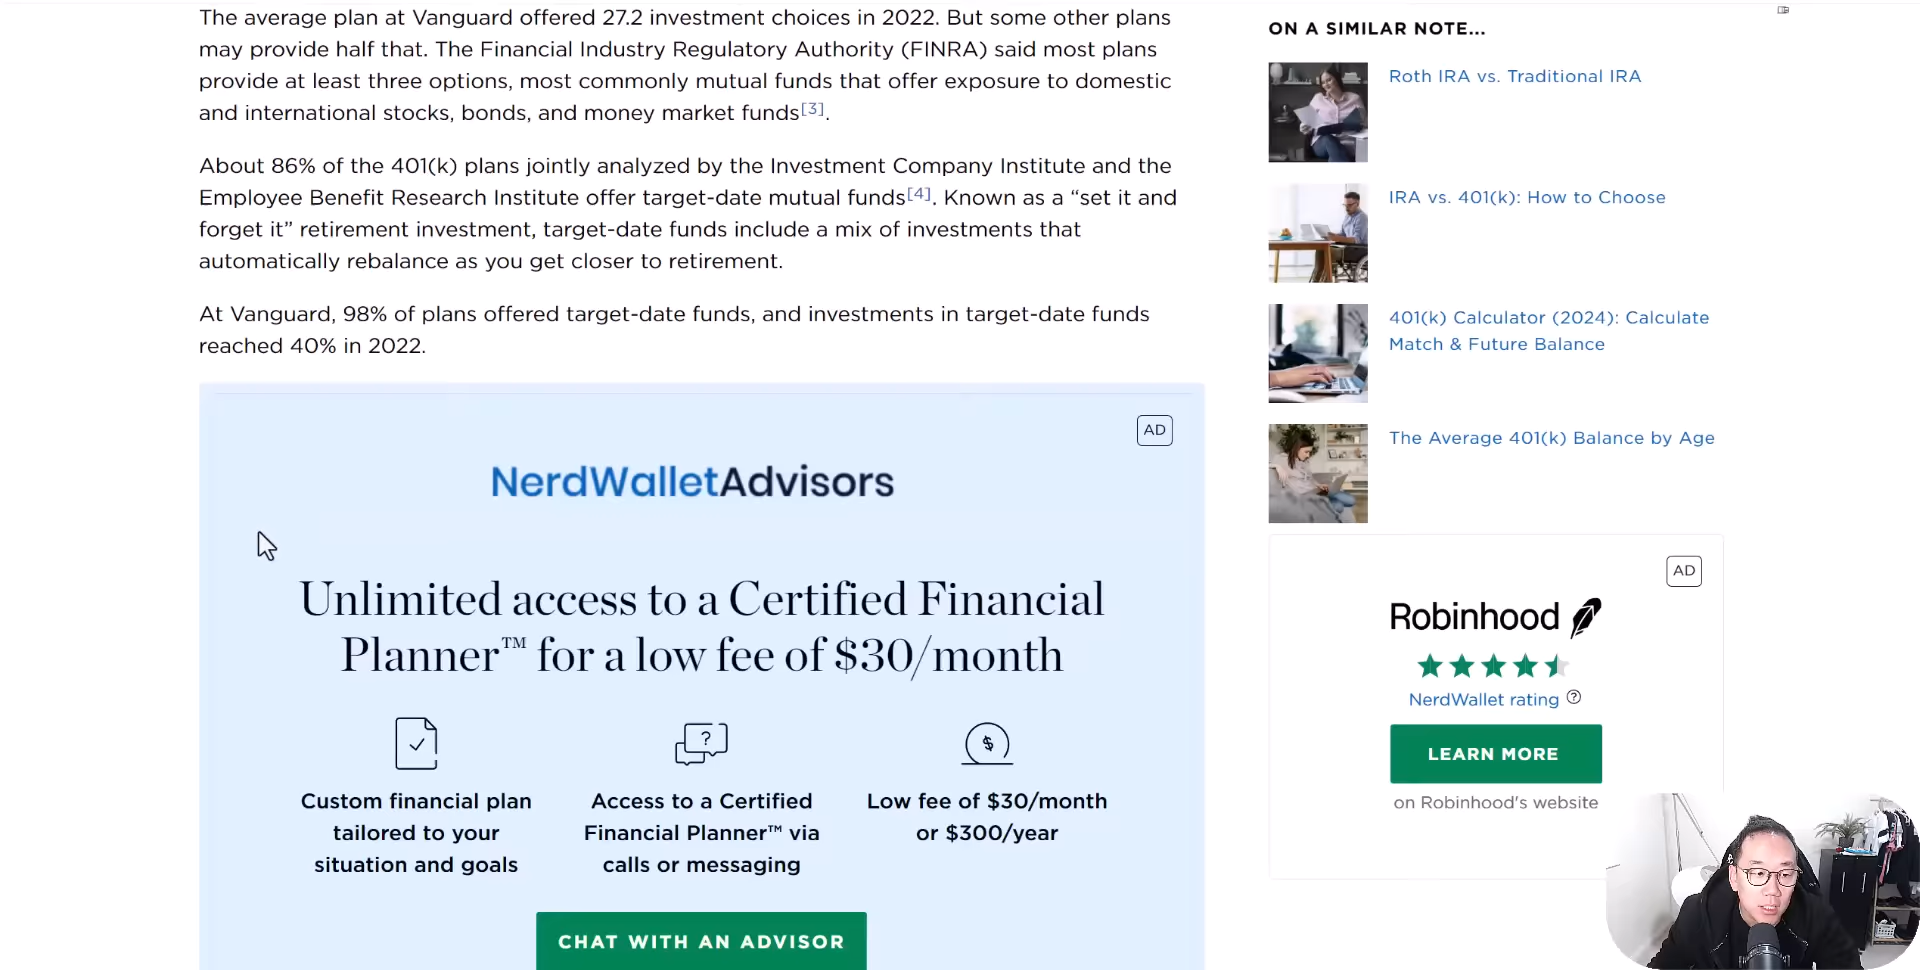 The average plan at Vanguard offered 27.2 investment choices in 2022. But some other plans
may provide half that. The Financial Industry Regulatory Authority (FINRA) said most plans
provide at least three options, most commonly mutual funds that offer exposure to domestic
and international stocks, bonds, and money market funds[3].
About 86% of the 401(k) plans jointly analyzed by the Investment Company Institute and the
Employee Benefit Research Institute offer target-date mutual funds[4]. Known as a “set it and
forget it” retirement investment, target-date funds include a mix of investments that
automatically rebalance as you get closer to retirement.
At Vanguard, 98% of plans offered target-date funds, and investments in target-date funds
reached 40% in 2022.
AD
NerdWalletAdvisors
Unlimited access to a Certified Financial
Planner™ for a low fee of $30/month
Custom financial plan
tailored to your
situation and goals
Access to a Certified
Financial Planner™ via
calls or messaging
Low fee of $30/month
or $300/year
CHAT WITH AN ADVISOR
ON A SIMILAR NOTE...
Roth IRA vs. Traditional IRA
IRA vs. 401(k): How to Choose
401(k) Calculator (2024): Calculate
Match & Future Balance
The Average 401(k) Balance by Age
AD
Robinhood
NerdWallet rating
LEARN MORE
on Robinhood's website